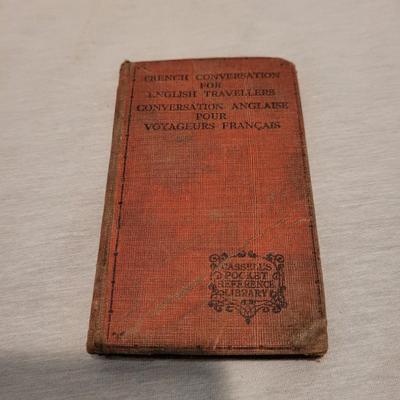 FRENCH CONVERSATION
FOR
ENGLISH TRAVELLERS
CONVERSATION ANGLAISE
POUR
VOYAGEURS FRANÇAIS
CASSELL'S
POCKET
REFERENCE
LIBRARY